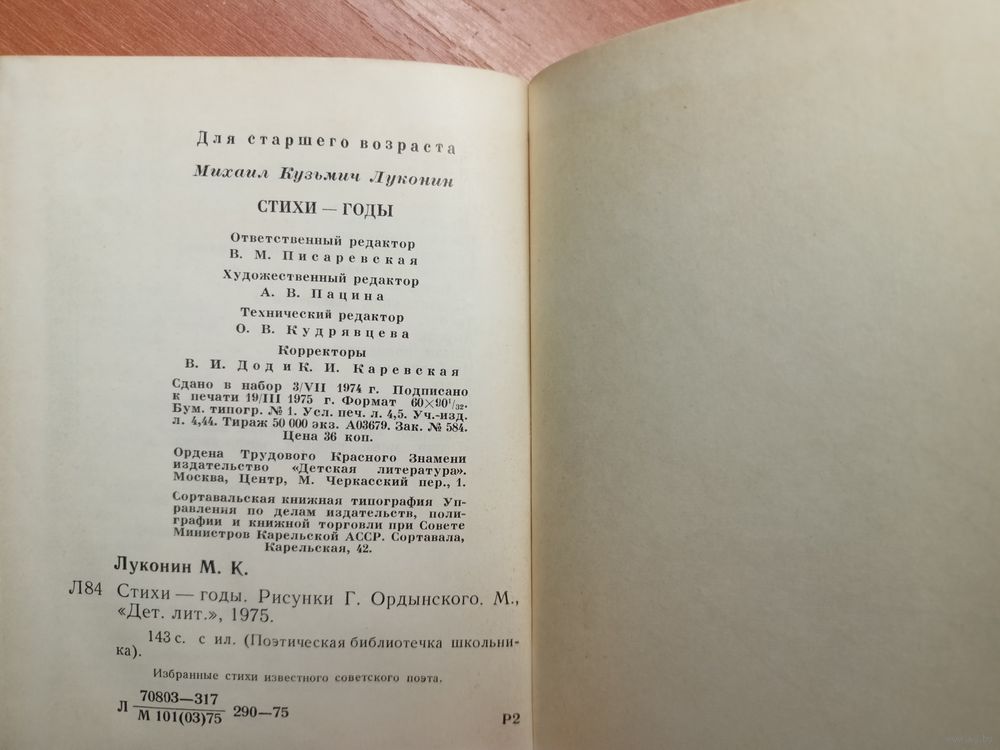 Для старшего возраста
Михаил Кузьмич Луконин
СТИХИ — ГОДЫ
Ответственный редактор
В. М. Писаревская
Художественный редактор
А. В. Пацина
Технический редактор
О. В. Кудрявцева
Корректоры
В. И. Дод и К. И. Каревская
Сдано в набор 3/VII 1974 г. Подписано
к печати 19/III 1975 г. Формат 60×90¹/₃₂.
Бум. типогр. № 1. Усл. печ. л. 4,5. Уч.-изд.
л. 4,44. Тираж 50 000 экз. А03679. Зак. № 584.
Цена 36 коп.
Ордена Трудового Красного Знамени
издательство «Детская литература».
Москва, Центр, М. Черкасский пер., 1.
Сортавальская книжная типография Уп-
равления по делам издательств, поли-
графии и книжной торговли при Совете
Министров Карельской АССР. Сортавала,
Карельская, 42.
Луконин М. К.
Л84 Стихи — годы. Рисунки Г. Ордынского. М.,
«Дет. лит.», 1975.
143 с. с ил. (Поэтическая библиотечка школьни-
ка).
Избранные стихи известного советского поэта.
Л 70803—317
М 101(03)75 290—75
Р2